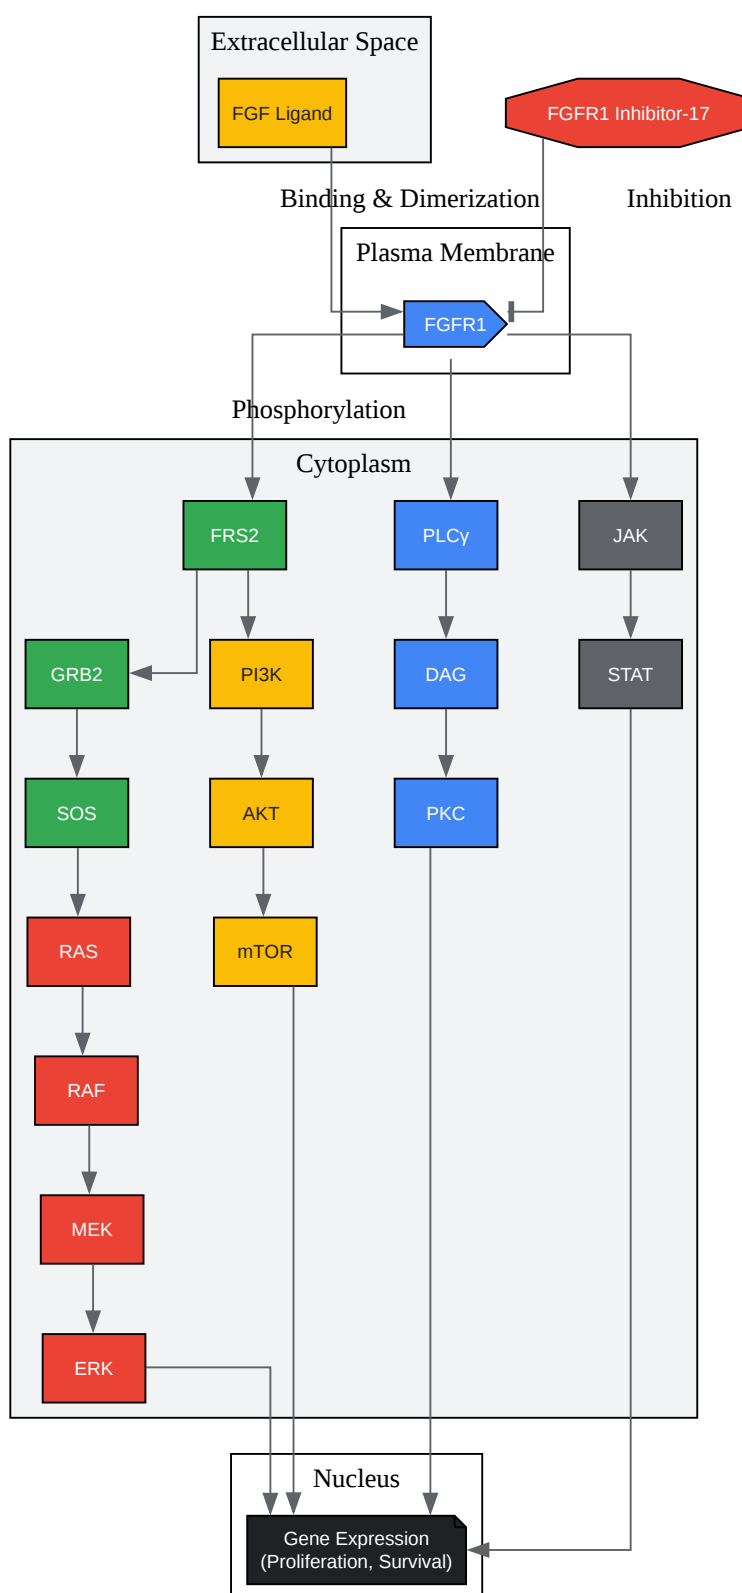 Extracellular Space
FGF Ligand
FGFR1 Inhibitor-17
Binding & Dimerization
Inhibition
Plasma Membrane
FGFR1
Phosphorylation
Cytoplasm
FRS2
PLCγ
JAK
GRB2
PI3K
DAG
STAT
SOS
AKT
PKC
RAS
mTOR
RAF
MEK
ERK
Nucleus
Gene Expression
(Proliferation, Survival)